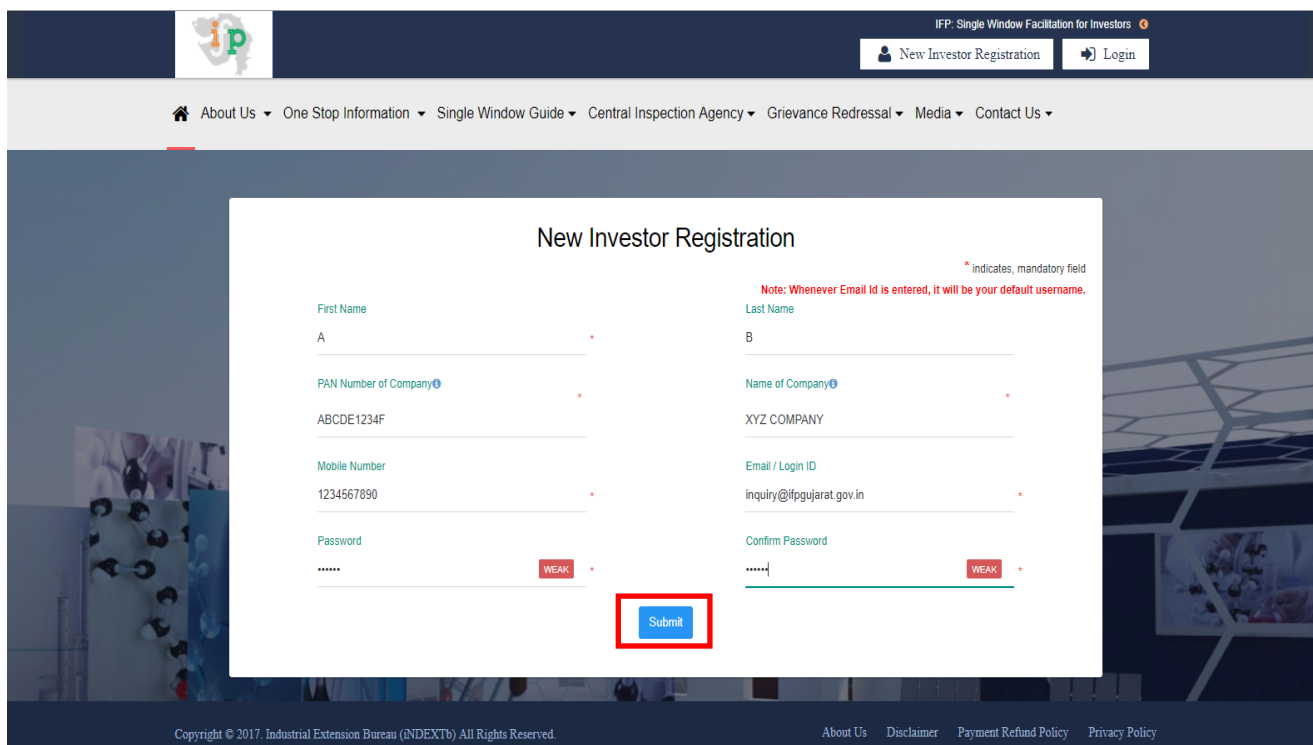 ifp
IFP: Single Window Facilitation for Investors
New Investor Registration Login
About Us One Stop Information Single Window Guide Central Inspection Agency Grievance Redressal Media Contact Us
New Investor Registration
* indicates, mandatory field
Note: Whenever Email Id is entered, it will be your default username.
First Name Last Name
A * B
PAN Number of Company Name of Company
* *
ABCDE1234F XYZ COMPANY
Mobile Number Email / Login ID
1234567890 * inquiry@ifpgujarat.gov.in *
Password Confirm Password
•••••• WEAK * •••••• WEAK *
Submit
Copyright © 2017. Industrial Extension Bureau (iNDEXTb) All Rights Reserved. About Us Disclaimer Payment Refund Policy Privacy Policy